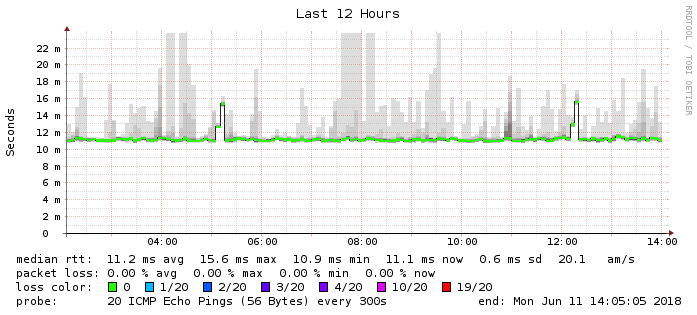 Last 12 Hours
RRDTOOL / TOBI OETIKER
Seconds
22 m
20 m
18 m
16 m
14 m
12 m
10 m
8 m
6 m
4 m
2 m
0
04:00 06:00 08:00 10:00 12:00 14:00
median rtt: 11.2 ms avg 15.6 ms max 10.9 ms min 11.1 ms now 0.6 ms sd 20.1 am/s
packet loss: 0.00 % avg 0.00 % max 0.00 % min 0.00 % now
loss color: 0 1/20 2/20 3/20 4/20 10/20 19/20
probe: 20 ICMP Echo Pings (56 Bytes) every 300s end: Mon Jun 11 14:05:05 2018